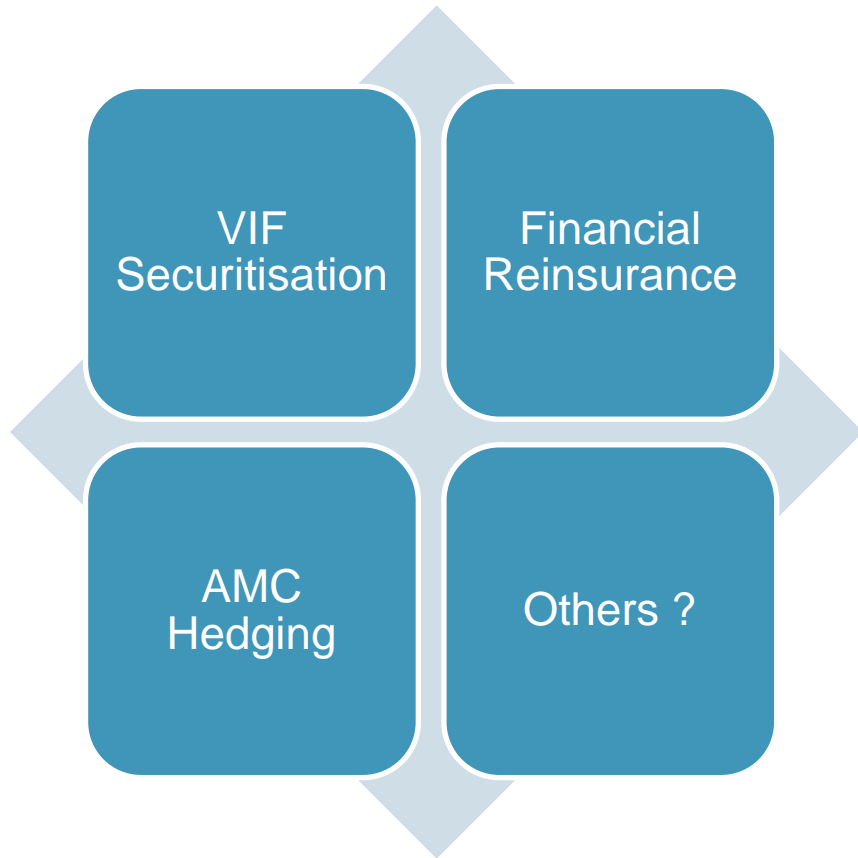 VIF
Securitisation
Financial
Reinsurance
AMC
Hedging
Others ?